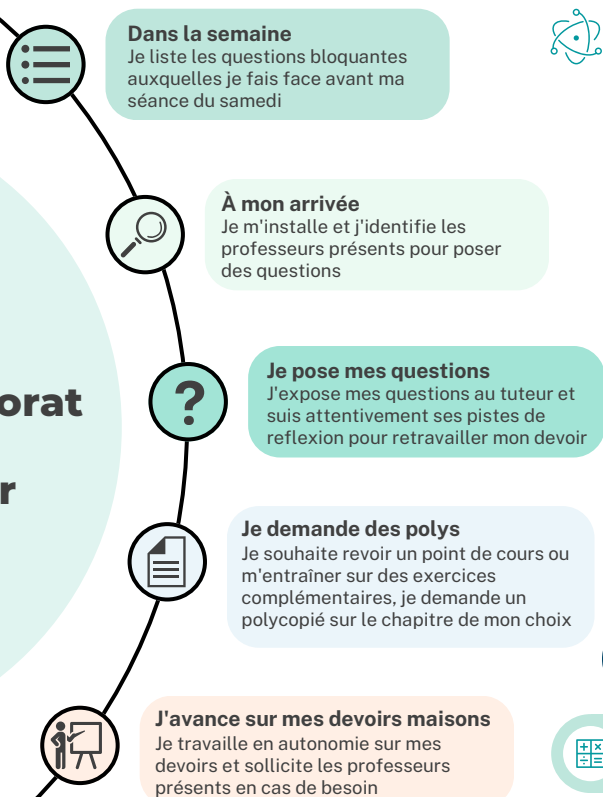 Dans la semaine
Je liste les questions bloquantes
auxquelles je fais face avant ma
séance du samedi
À mon arrivée
Je m'installe et j'identifie les
professeurs présents pour poser
des questions
orat
r
?
Je pose mes questions
J'expose mes questions au tuteur et
suis attentivement ses pistes de
reflexion pour retravailler mon devoir
Je demande des polys
Je souhaite revoir un point de cours ou
m'entraîner sur des exercices
complémentaires, je demande un
polycopié sur le chapitre de mon choix
J'avance sur mes devoirs maisons
Je travaille en autonomie sur mes
devoirs et sollicite les professeurs
présents en cas de besoin